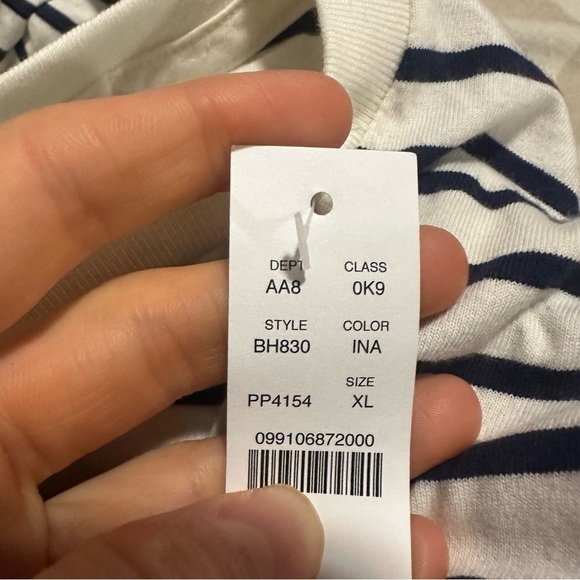 DEPT CLASS
AA8 0K9
STYLE COLOR
BH830 INA
SIZE
PP4154 XL
099106872000